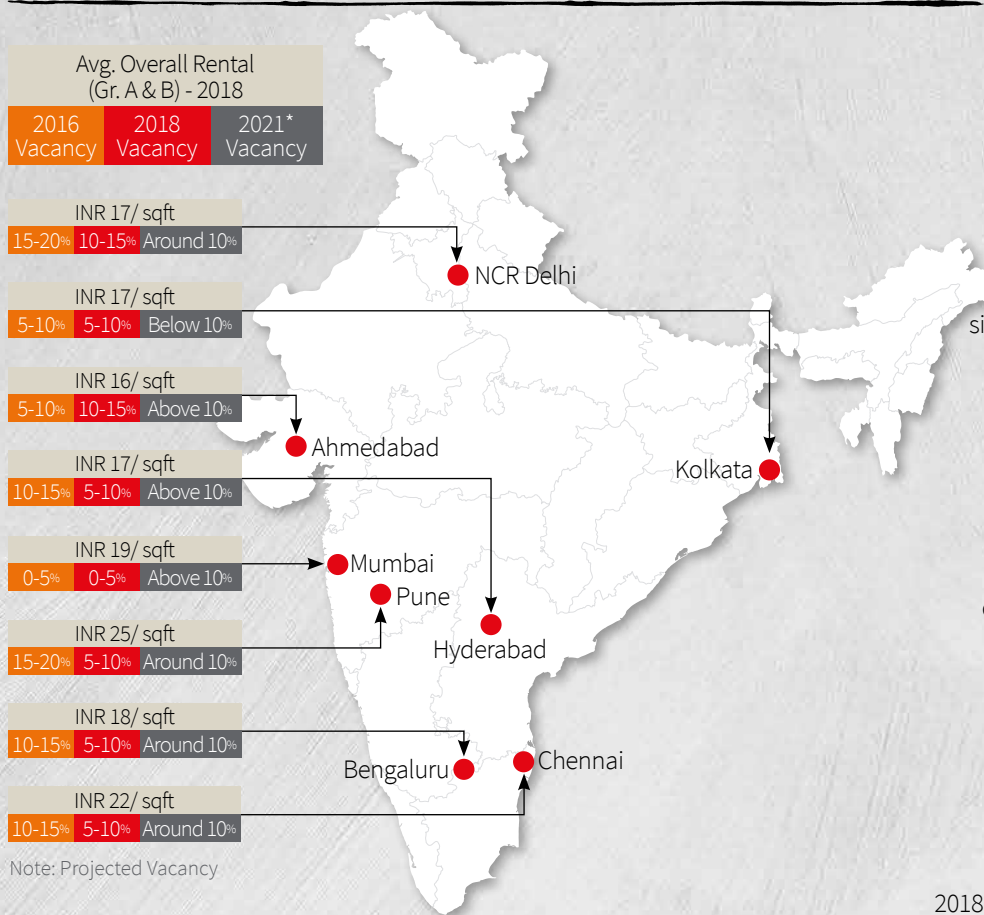 Avg. Overall Rental
(Gr. A & B) - 2018
2016 Vacancy
2018 Vacancy
2021* Vacancy
INR 17/ sqft
15-20% 10-15% Around 10%
INR 17/ sqft
5-10% 5-10% Below 10%
INR 16/ sqft
5-10% 10-15% Above 10%
INR 17/ sqft
10-15% 5-10% Above 10%
INR 19/ sqft
0-5% 0-5% Above 10%
INR 25/ sqft
15-20% 5-10% Around 10%
INR 18/ sqft
10-15% 5-10% Around 10%
INR 22/ sqft
10-15% 5-10% Around 10%
Note: Projected Vacancy
NCR Delhi
Ahmedabad
Kolkata
Mumbai
Pune
Hyderabad
Bengaluru
Chennai
si
2018